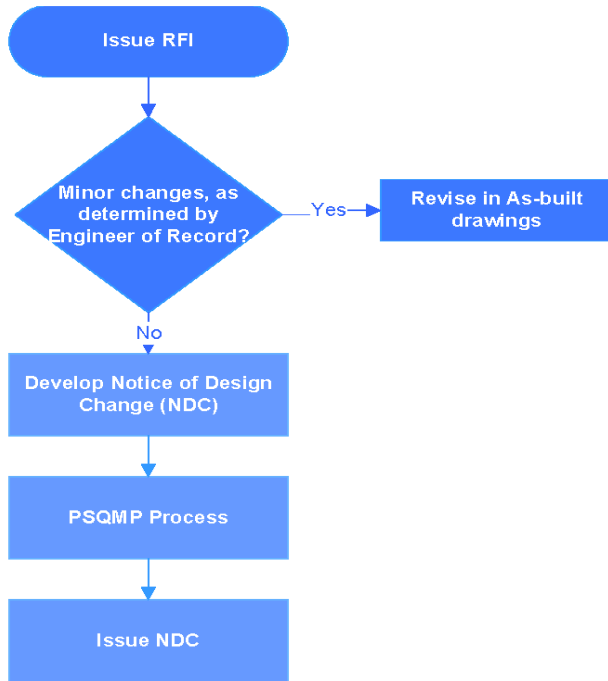 Issue RFI
Minor changes, as
determined by
Engineer of Record?
Yes
Revise in As-built
drawings
No
Develop Notice of Design
Change (NDC)
PSQMP Process
Issue NDC